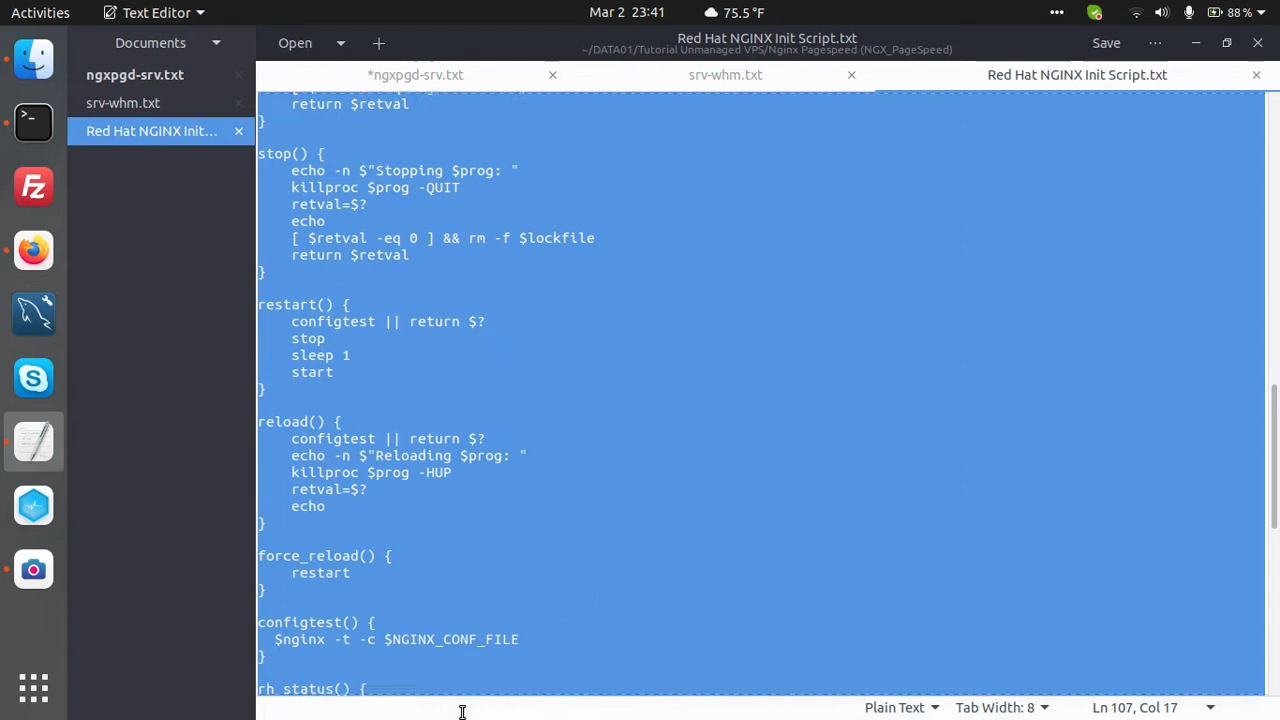 Activities
Text Editor
Mar 2 23:41
75.5 °F
88 %
Documents
Open
Red Hat NGINX Init Script.txt
~/DATA01/Tutorial Unmanaged VPS/Nginx Pagespeed (NGX_PageSpeed)
Save
ngxpgd-srv.txt
srv-whm.txt
Red Hat NGINX Init…
*ngxpgd-srv.txt
srv-whm.txt
Red Hat NGINX Init Script.txt
return $retval
}
stop() {
echo -n $"Stopping $prog: "
killproc $prog -QUIT
retval=$?
echo
[ $retval -eq 0 ] && rm -f $lockfile
return $retval
}
restart() {
configtest || return $?
stop
sleep 1
start
}
reload() {
configtest || return $?
echo -n $"Reloading $prog: "
killproc $prog -HUP
retval=$?
echo
}
force_reload() {
restart
}
configtest() {
$nginx -t -c $NGINX_CONF_FILE
}
rh_status() {
Plain Text
Tab Width: 8
Ln 107, Col 17